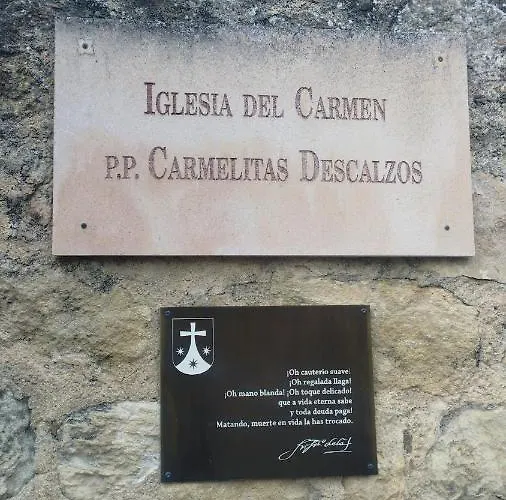 IGLESIA DEL CARMEN
P.P. CARMELITAS DESCALZOS
¡Oh cauterio suave!
¡Oh regalada llaga!
¡Oh mano blanda! ¡Oh toque delicado!
que a vida eterna sabe
y toda deuda paga!
Matando, muerte en vida la has trocado.